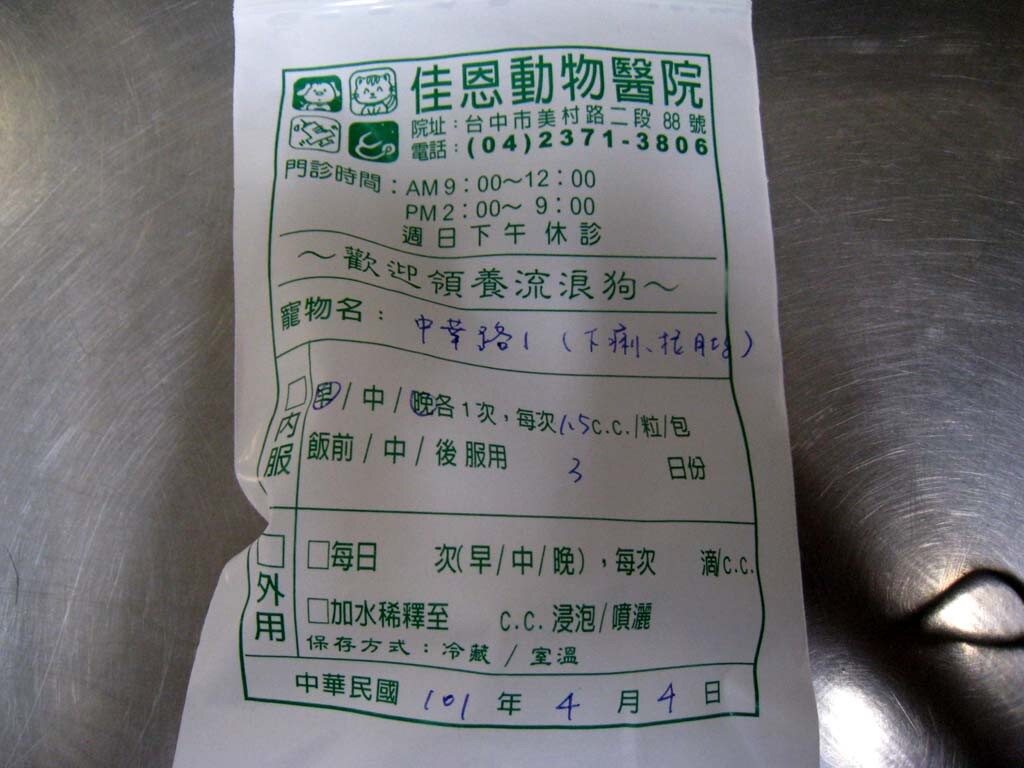 佳恩動物醫院
院址：台中市美村路二段 88 號
電話：(04)2371-3806
門診時間：AM 9：00～12：00
PM 2：00～ 9：00
週日下午休診
～歡迎領養流浪狗～
寵物名：中華路1 (下痢、
□內服
早/中/晚各1次，每次1.5c.c./粒/包
飯前/中/後服用 3 日份
□外用
□每日 次(早/中/晚)，每次 滴/c.c.
□加水稀釋至 c.c. 浸泡/噴灑
保存方式：冷藏 / 室溫
中華民國 101 年 4 月 4 日